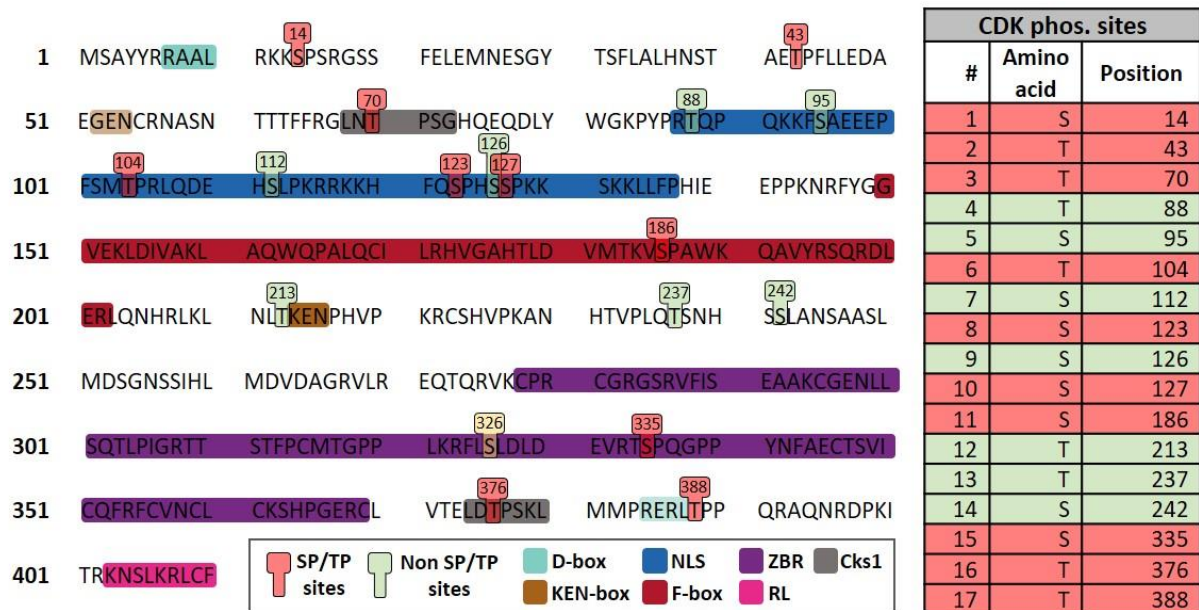 14 43
1 MSAYYRRAAL RKKSPSRGSS FELEMNESGY TSFLALHNST AETPFLLEDA
70 88 95
51 EGENCRNASN TTTFFRGLNT PSGHQEQDLY WGKPYPRTQP QKKFSAEEEP
126
104 112 123 127
101 FSMTPRLQDE HSLPKRRKKH FQSPHSSPKK SKKLLFPHIE EPPKNRFYGG
186
151 VEKLDIVAKL AQWQPALQCI LRHVGAHTLD VMTKVSPAWK QAVYRSQRDL
213 237 242
201 ERLQNHRLKL NLTKENPHVP KRCSHVPKAN HTVPLQTSNH SSLANSAASL
251 MDSGNSSIHL MDVDAGRVLR EQTQRVKCPR CGRGSRVFIS EAAKCGENLL
326 335
301 SQTLPIGRTT STFPCMTGPP LKRFLSLDLD EVRTSPQGPP YNFAECTSVI
376 388
351 CQFRFCVNCL CKSHPGERCL VTELDTPSKL MMPRERLTPP QRAQNRDPKI
401 TRKNSLKRLCF
SP/TP sites
Non SP/TP sites
D-box NLS ZBR Cks1
KEN-box F-box RL
CDK phos. sites
# Amino acid Position
1 S 14
2 T 43
3 T 70
4 T 88
5 S 95
6 T 104
7 S 112
8 S 123
9 S 126
10 S 127
11 S 186
12 T 213
13 T 237
14 S 242
15 S 335
16 T 376
17 T 388